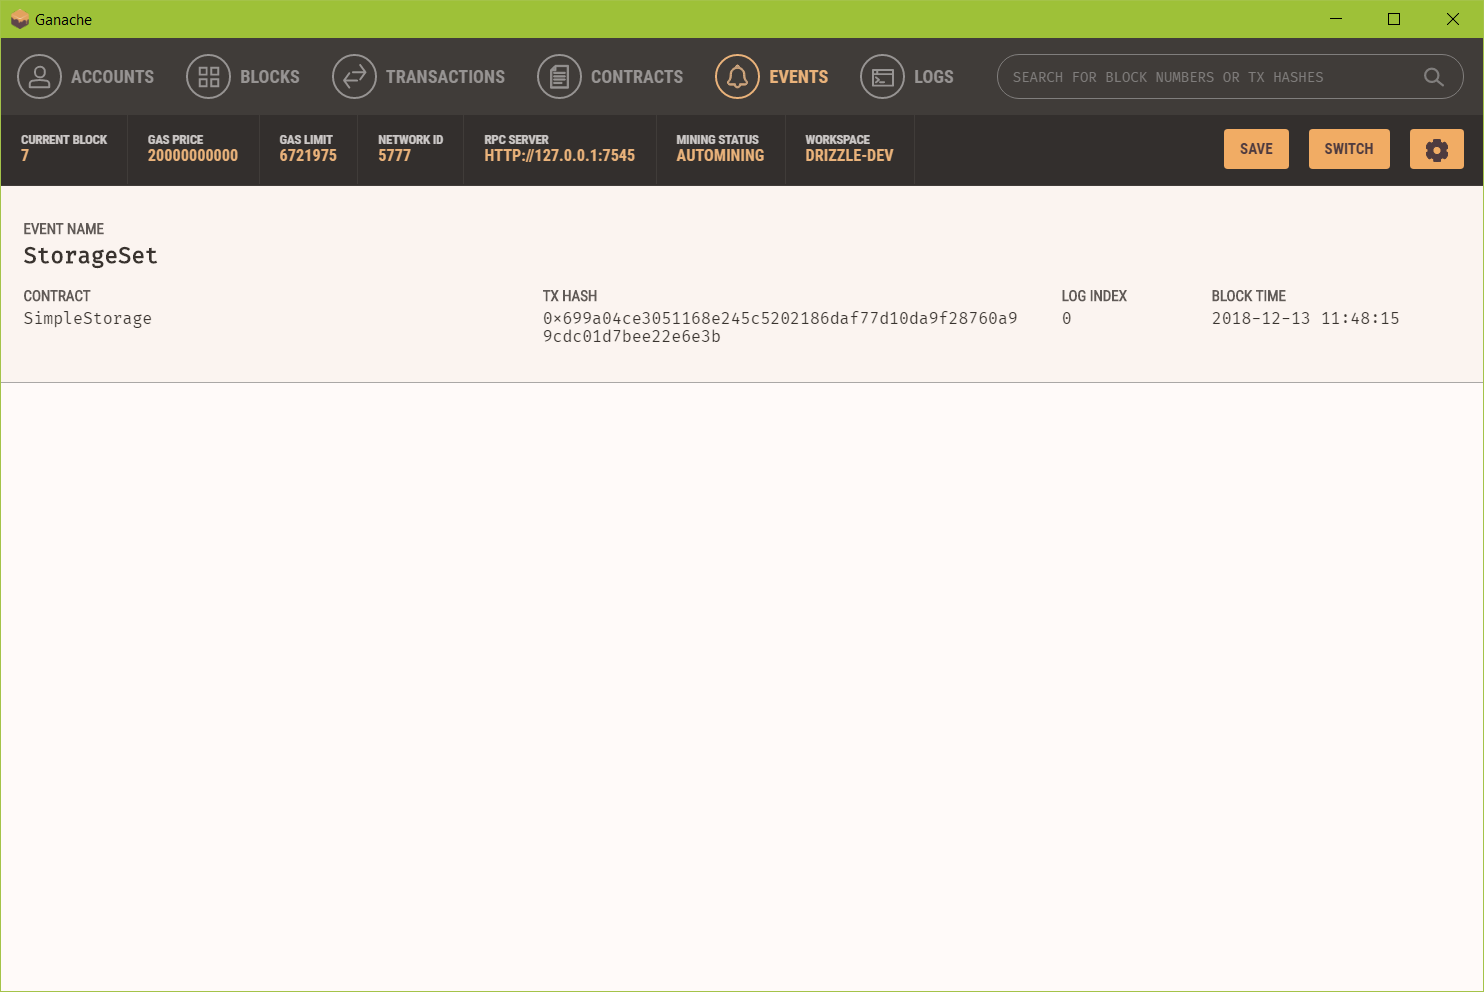 Ganache
ACCOUNTS BLOCKS TRANSACTIONS CONTRACTS EVENTS LOGS SEARCH FOR BLOCK NUMBERS OR TX HASHES
CURRENT BLOCK GAS PRICE GAS LIMIT NETWORK ID RPC SERVER MINING STATUS WORKSPACE
7 20000000000 6721975 5777 HTTP://127.0.0.1:7545 AUTOMINING DRIZZLE-DEV
SAVE SWITCH
EVENT NAME
StorageSet
CONTRACT TX HASH LOG INDEX BLOCK TIME
SimpleStorage 0×699a04ce3051168e245c5202186daf77d10da9f28760a9 0 2018-12-13 11:48:15
9cdc01d7bee22e6e3b